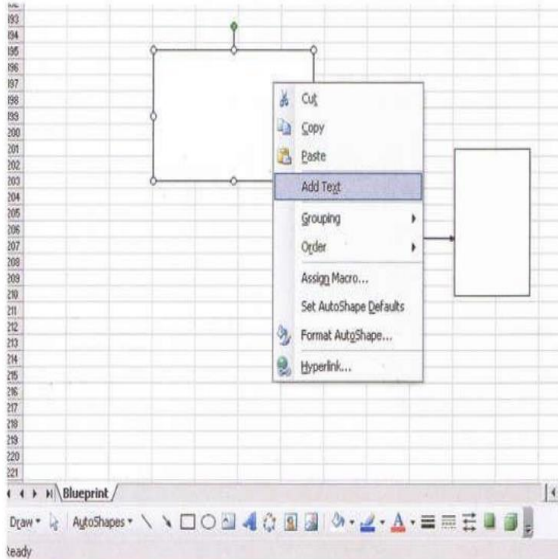 193
194
195
196
197
198
199
200
201
202
203
204
205
206
207
208
209
210
211
212
213
214
215
216
217
218
219
220
221
Cut
Copy
Paste
Add Text
Grouping
Order
Assign Macro...
Set AutoShape Defaults
Format AutoShape...
Hyperlink...
Blueprint
Draw AutoShapes A A
Ready